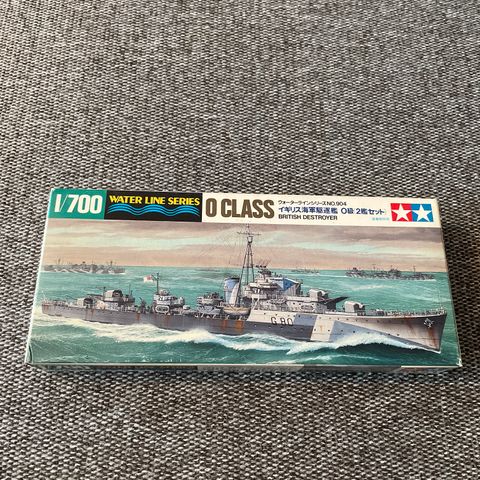 1/700
WATER LINE SERIES
O CLASS
ウォーターラインシリーズNO.904
イギリス海軍駆逐艦 O級(2艦セット)
BRITISH DESTROYER
TAMIYA
G 80